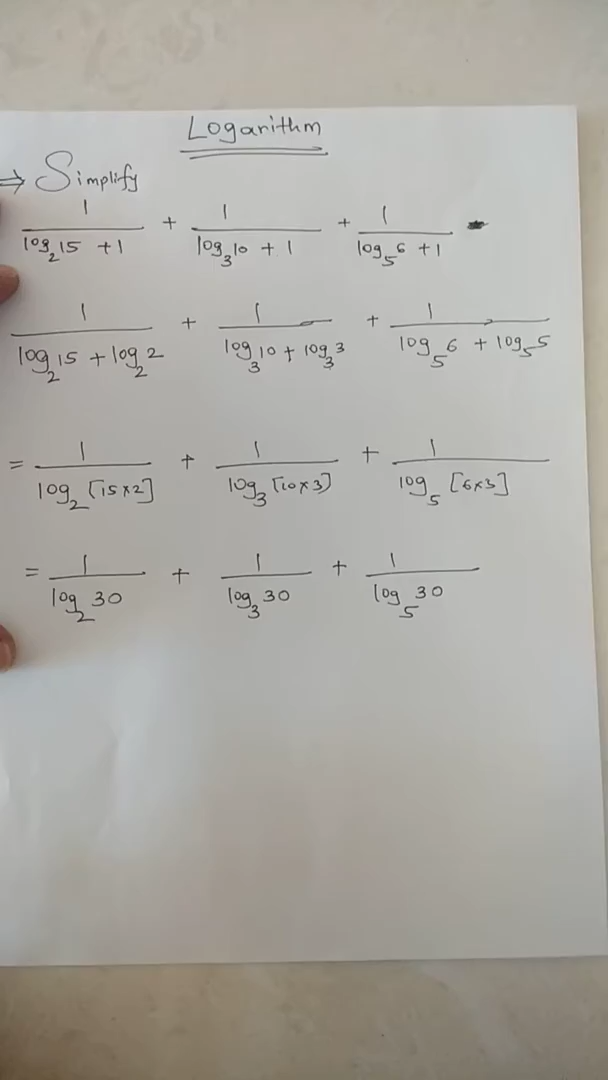 Logarithm
⇒ Simplify
1/(log₂15 + 1) + 1/(log₃10 + 1) + 1/(log₅6 + 1)
1/(log₂15 + log₂2) + 1/(log₃10 + log₃3) + 1/(log₅6 + log₅5)
= 1/(log₂[15×2]) + 1/(log₃[10×3]) + 1/(log₅[6×3])
= 1/(log₂30) + 1/(log₃30) + 1/(log₅30)